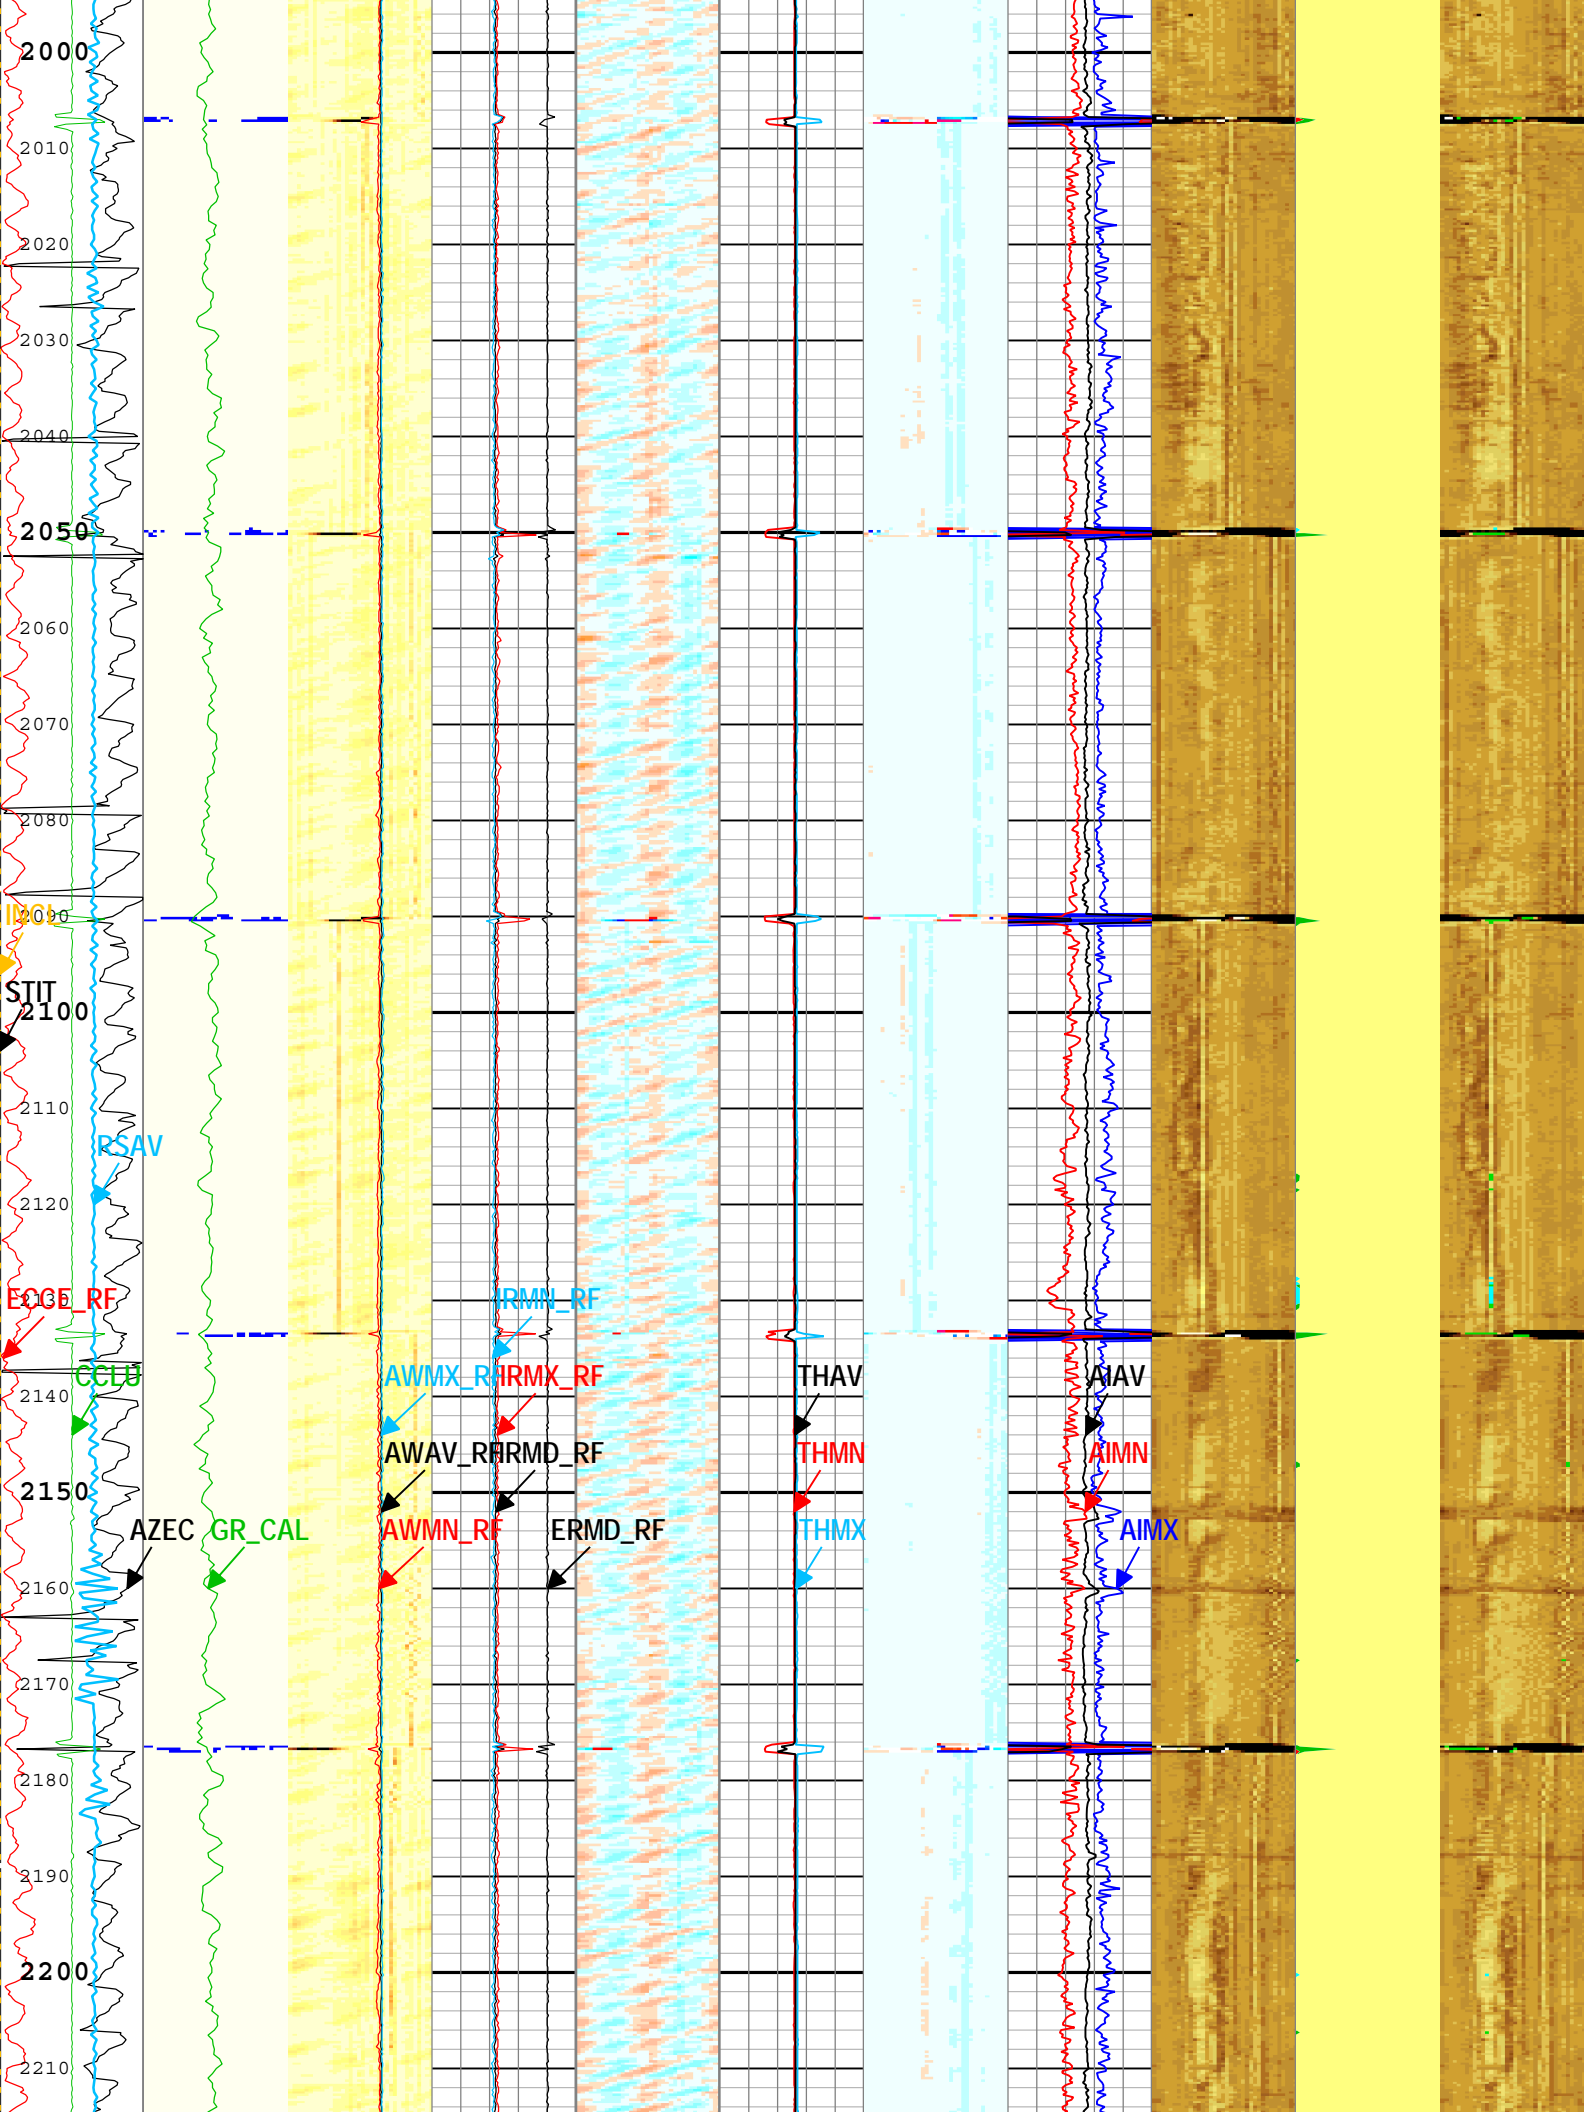 2000
2010
2020
2030
2040
2050
2060
2070
2080
INCL
2090
STIT
2100
2110
RSAV
2120
ECCE_RF
2130
IRMN_RF
CCLU
AWMX_RF
IRMX_RF
THAV
AIAV
2140
AWAV_RF
IRMD_RF
THMN
AIMN
2150
AZEC
GR_CAL
AWMN_RF
ERMD_RF
THMX
AIMX
2160
2170
2180
2190
2200
2210